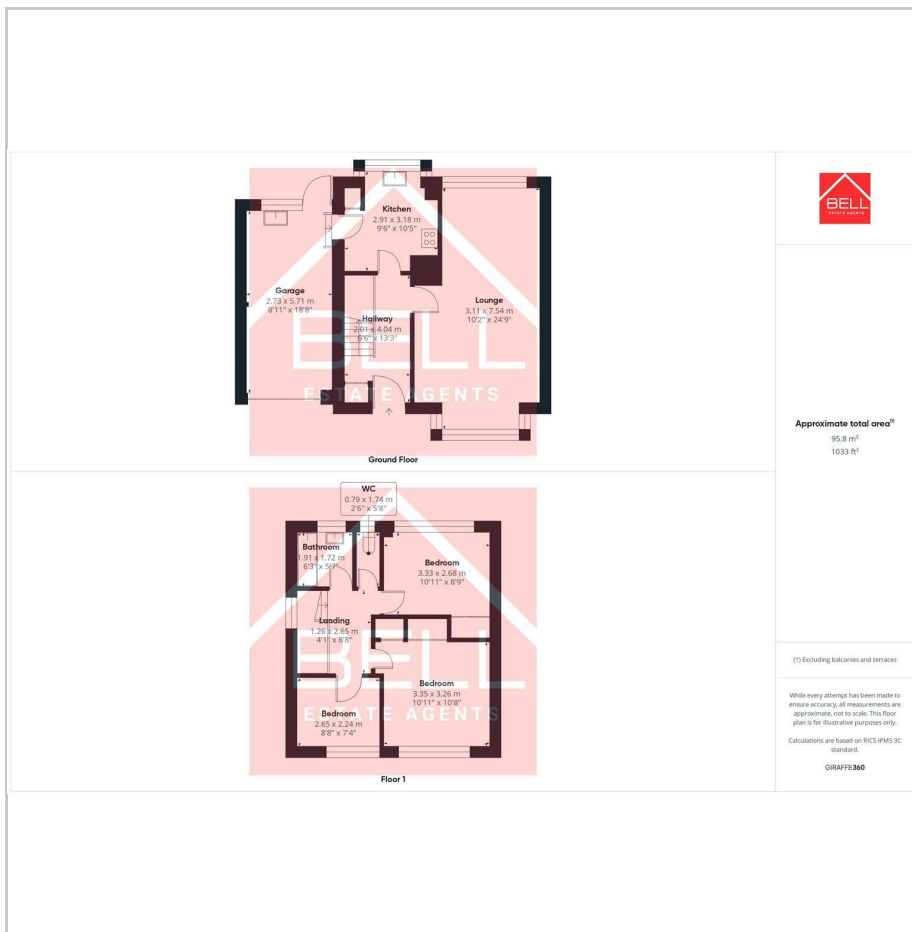 Kitchen
2.91 x 3.18 m
9'6" x 10'5"
Garage
2.73 x 5.71 m
8'11" x 18'8"
Hallway
2.01 x 4.04 m
6'6" x 13'3"
Lounge
3.11 x 7.54 m
10'2" x 24'9"
BELL
ESTATE AGENTS
Ground Floor
WC
0.79 x 1.74 m
2'6" x 5'8"
Bathroom
1.91 x 1.72 m
6'3" x 5'7"
Bedroom
3.33 x 2.68 m
10'11" x 8'9"
Landing
1.26 x 2.65 m
4'1" x 8'8"
Bedroom
3.35 x 3.26 m
10'11" x 10'8"
Bedroom
2.65 x 2.24 m
8'8" x 7'4"
BELL
ESTATE AGENTS
Floor 1
BELL
ESTATE AGENTS
Approximate total area⁽¹⁾
95.8 m²
1033 ft²
(1) Excluding balconies and terraces
While every attempt has been made to
ensure accuracy, all measurements are
approximate, not to scale. This floor
plan is for illustrative purposes only.
Calculations are based on RICS IPMS 3C
standard.
GIRAFFE360